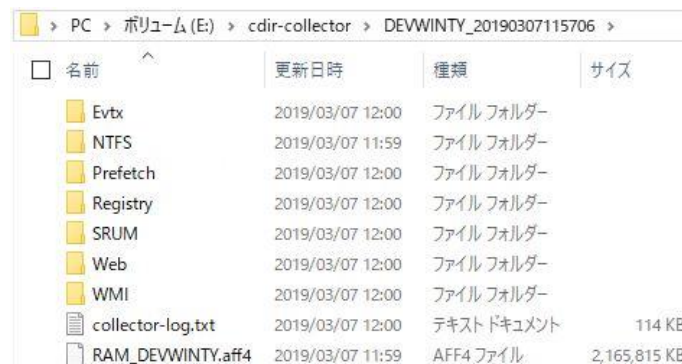 PC > ボリューム (E:) > cdir-collector > DEVWINTY_20190307115706 >
名前 更新日時 種類 サイズ
Evtx 2019/03/07 12:00 ファイル フォルダー
NTFS 2019/03/07 11:59 ファイル フォルダー
Prefetch 2019/03/07 12:00 ファイル フォルダー
Registry 2019/03/07 12:00 ファイル フォルダー
SRUM 2019/03/07 12:00 ファイル フォルダー
Web 2019/03/07 12:00 ファイル フォルダー
WMI 2019/03/07 12:00 ファイル フォルダー
collector-log.txt 2019/03/07 12:00 テキスト ドキュメント 114 KB
RAM_DEVWINTY.aff4 2019/03/07 11:59 AFF4 ファイル 2,165,815 KB